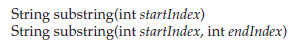 String substring(int startIndex)
String substring(int startIndex, int endIndex)